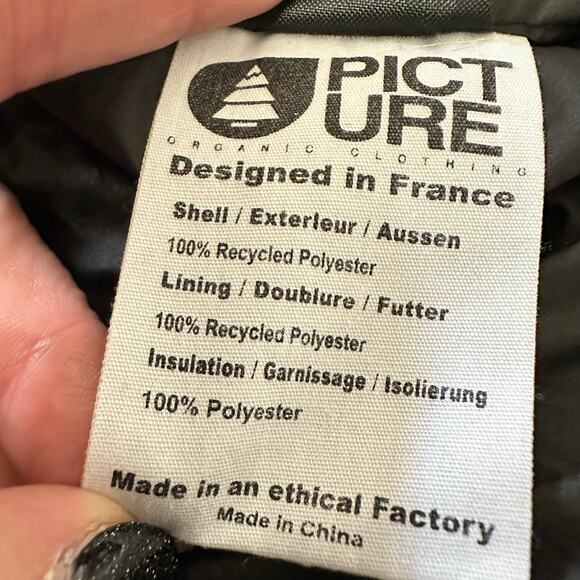 PICT
URE
ORGANIC CLOTHING
Designed in France
Shell / Exterieur / Aussen
100% Recycled Polyester
Lining / Doublure / Futter
100% Recycled Polyester
Insulation / Garnissage / Isolierung
100% Polyester
Made in an ethical Factory
Made in China